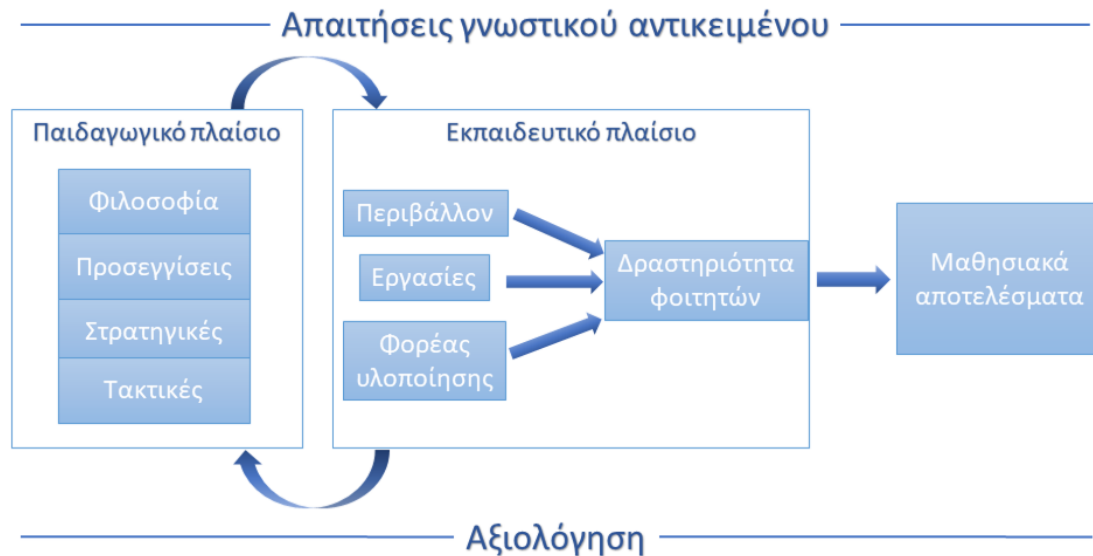 Απαιτήσεις γνωστικού αντικειμένου
Παιδαγωγικό πλαίσιο
Φιλοσοφία
Προσεγγίσεις
Στρατηγικές
Τακτικές
Εκπαιδευτικό πλαίσιο
Περιβάλλον
Εργασίες
Φορέας
υλοποίησης
Δραστηριότητα
φοιτητών
Μαθησιακά
αποτελέσματα
Αξιολόγηση